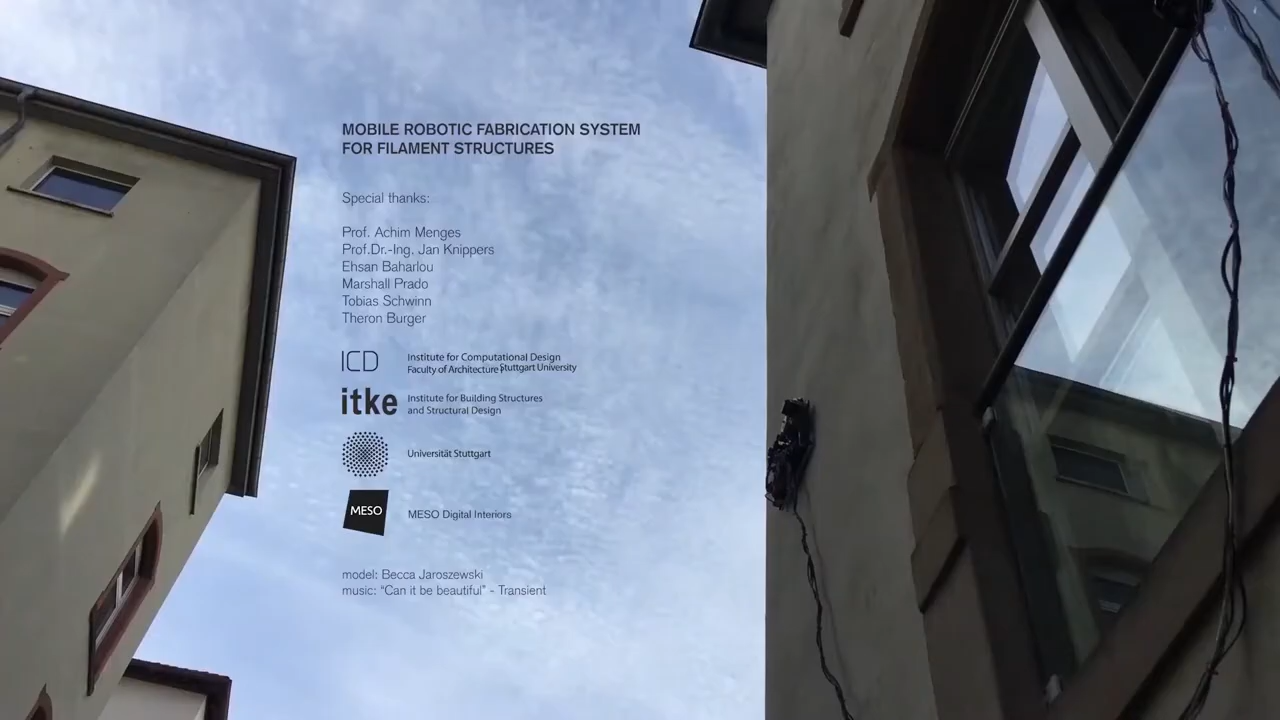 MOBILE ROBOTIC FABRICATION SYSTEM
FOR FILAMENT STRUCTURES
Special thanks:
Prof. Achim Menges
Prof.Dr.-Ing. Jan Knippers
Ehsan Baharlou
Marshall Prado
Tobias Schwinn
Theron Burger
ICD
Institute for Computational Design
Faculty of Architecture Stuttgart University
itke
Institute for Building Structures
and Structural Design
Universität Stuttgart
MESO
MESO Digital Interiors
model: Becca Jaroszewski
music: “Can it be beautiful” - Transient